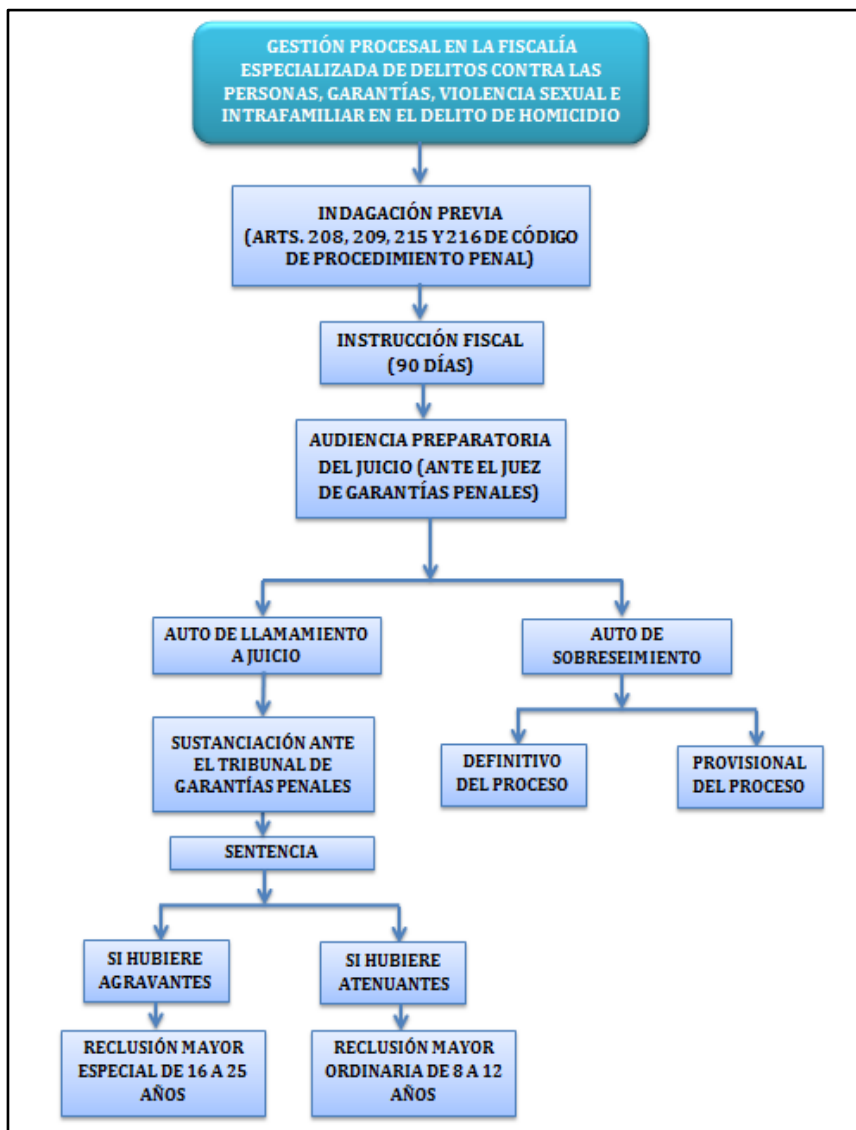 GESTIÓN PROCESAL EN LA FISCALÍA
ESPECIALIZADA DE DELITOS CONTRA LAS
PERSONAS, GARANTÍAS, VIOLENCIA SEXUAL E
INTRAFAMILIAR EN EL DELITO DE HOMICIDIO
INDAGACIÓN PREVIA
(ARTS. 208, 209, 215 Y 216 DE CÓDIGO
DE PROCEDIMIENTO PENAL)
INSTRUCCIÓN FISCAL
(90 DÍAS)
AUDIENCIA PREPARATORIA
DEL JUICIO (ANTE EL JUEZ
DE GARANTÍAS PENALES)
AUTO DE LLAMAMIENTO
A JUICIO
AUTO DE
SOBRESEIMIENTO
SUSTANCIACIÓN ANTE
EL TRIBUNAL DE
GARANTÍAS PENALES
DEFINITIVO
DEL PROCESO
PROVISIONAL
DEL PROCESO
SENTENCIA
SI HUBIERE
AGRAVANTES
SI HUBIERE
ATENUANTES
RECLUSIÓN MAYOR
ESPECIAL DE 16 A 25
AÑOS
RECLUSIÓN MAYOR
ORDINARIA DE 8 A 12
AÑOS